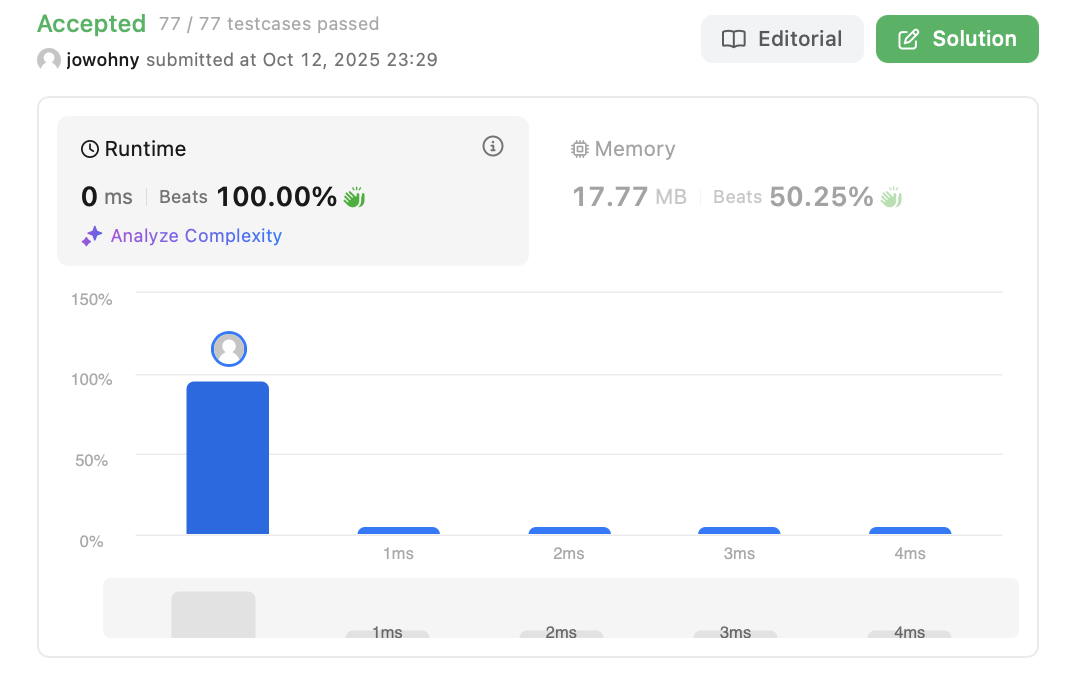 Accepted 77 / 77 testcases passed
jowohny submitted at Oct 12, 2025 23:29
Editorial
Solution
Runtime
0 ms Beats 100.00%
Analyze Complexity
Memory
17.77 MB Beats 50.25%
150%
100%
50%
0%
1ms 2ms 3ms 4ms
1ms 2ms 3ms 4ms